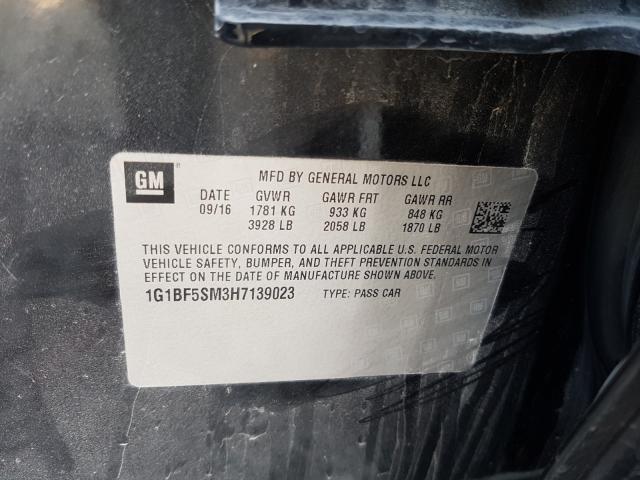 GM
MFD BY GENERAL MOTORS LLC
DATE GVWR GAWR FRT GAWR RR
09/16 1781 KG 933 KG 848 KG
3928 LB 2058 LB 1870 LB
THIS VEHICLE CONFORMS TO ALL APPLICABLE U.S. FEDERAL MOTOR
VEHICLE SAFETY, BUMPER, AND THEFT PREVENTION STANDARDS IN
EFFECT ON THE DATE OF MANUFACTURE SHOWN ABOVE.
1G1BF5SM3H7139023 TYPE: PASS CAR